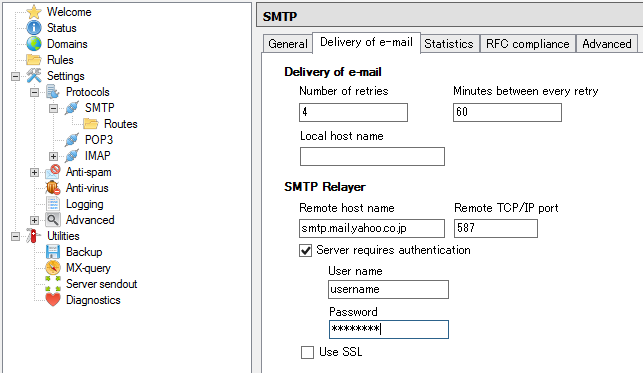 Welcome
Status
Domains
Rules
Settings
Protocols
SMTP
Routes
POP3
IMAP
Anti-spam
Anti-virus
Logging
Advanced
Utilities
Backup
MX-query
Server sendout
Diagnostics
SMTP
General Delivery of e-mail Statistics RFC compliance Advanced
Delivery of e-mail
Number of retries Minutes between every retry
4 60
Local host name
SMTP Relayer
Remote host name Remote TCP/IP port
smtp.mail.yahoo.co.jp 587
Server requires authentication
User name
username
Password
********
Use SSL